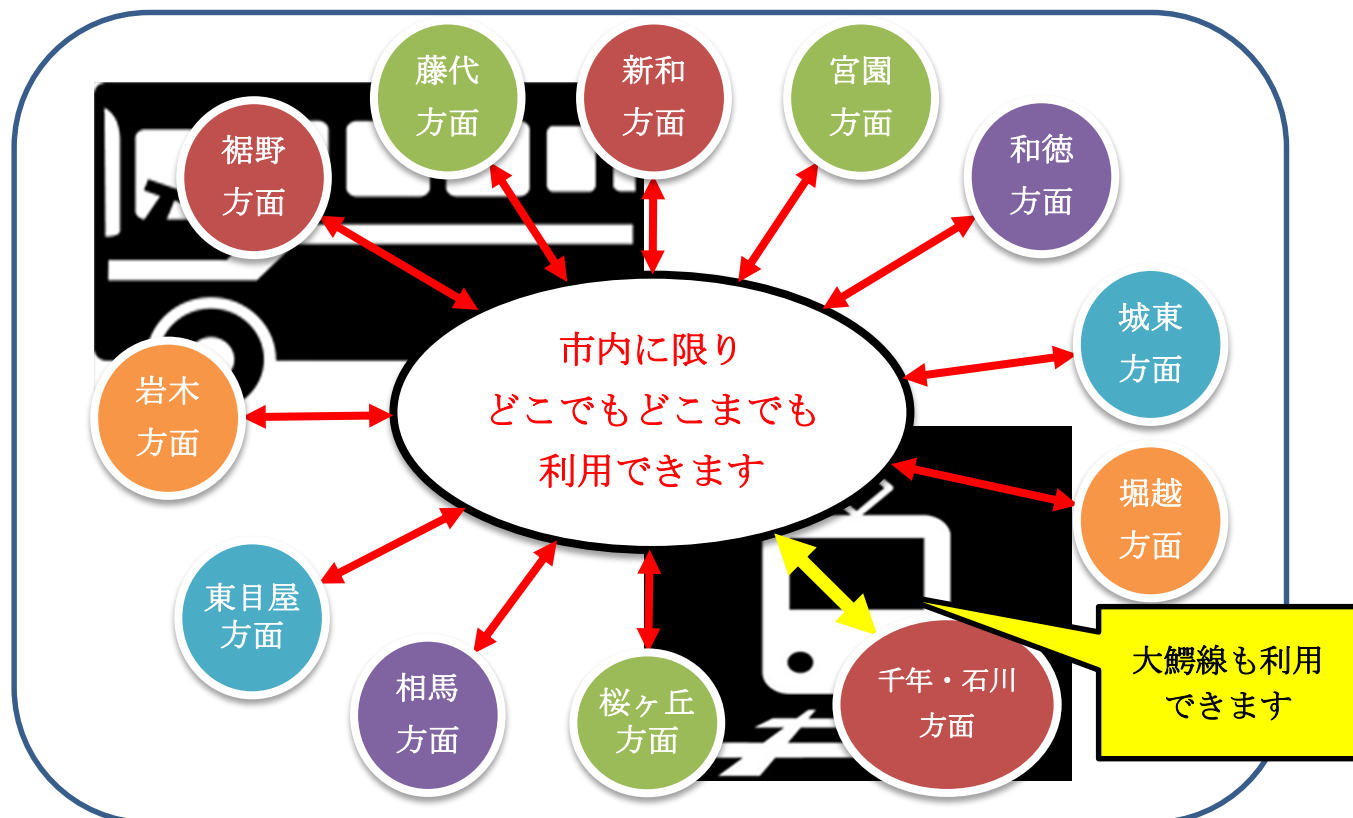 藤代
方面
新和
方面
宮園
方面
和徳
方面
裾野
方面
城東
方面
市内に限り
どこでもどこまでも
利用できます
岩木
方面
堀越
方面
東目屋
方面
相馬
方面
桜ヶ丘
方面
千年・石川
方面
大鰐線も利用
できます